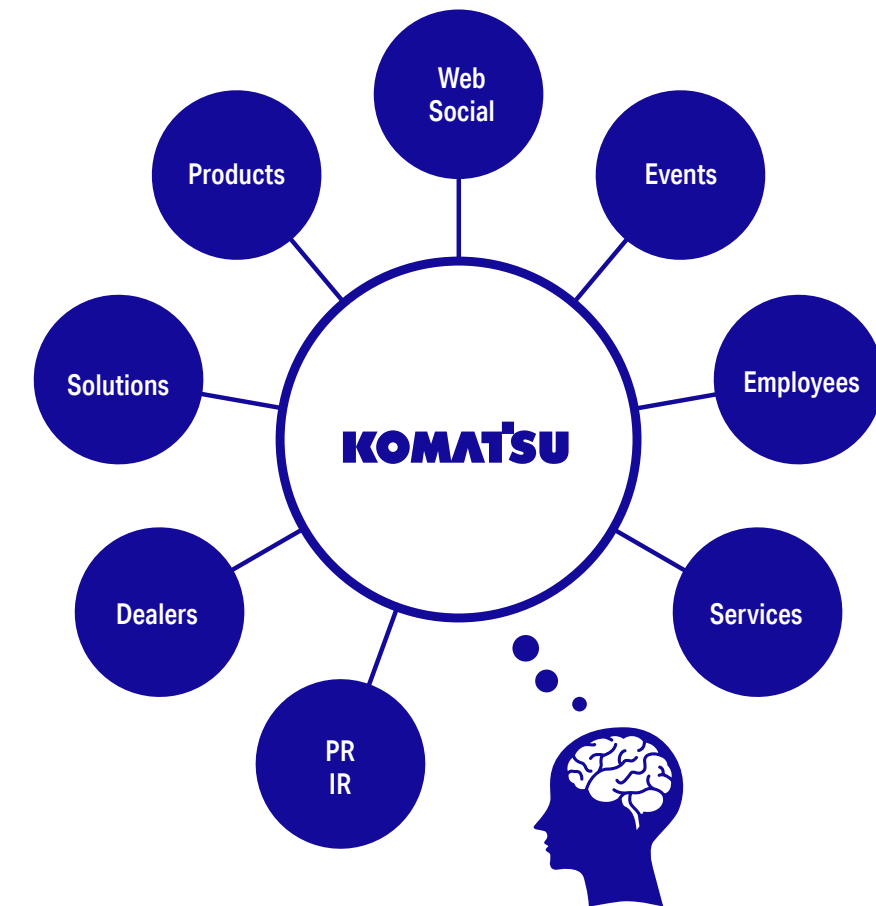 Web
Social
Products
Events
Solutions
Employees
KOMATSU
Dealers
Services
PR
IR